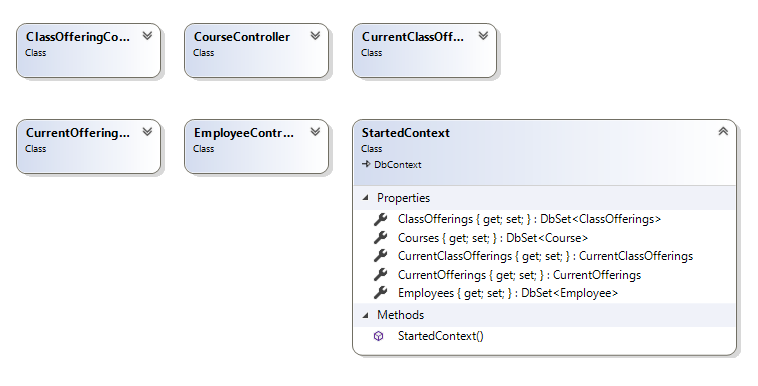 ClassOfferingCo...
Class
CourseController
Class
CurrentClassOff...
Class
CurrentOffering...
Class
EmployeeContr...
Class
StartedContext
Class
DbContext
Properties
ClassOfferings { get; set; } : DbSet<ClassOfferings>
Courses { get; set; } : DbSet<Course>
CurrentClassOfferings { get; set; } : CurrentClassOfferings
CurrentOfferings { get; set; } : CurrentOfferings
Employees { get; set; } : DbSet<Employee>
Methods
StartedContext()